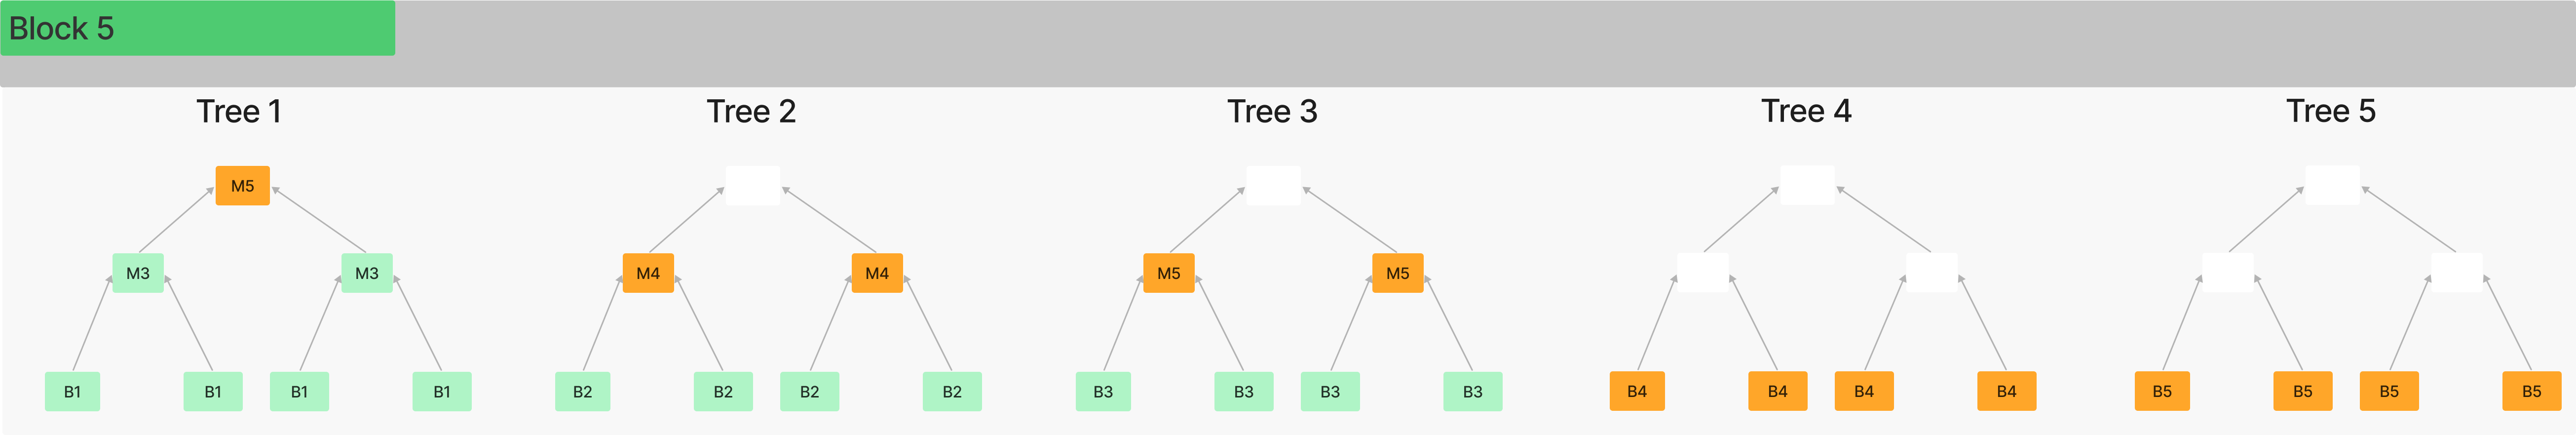 Block 5
Tree 1 Tree 2 Tree 3 Tree 4 Tree 5
M5
M3 M3 M4 M4 M5 M5
B1 B1 B1 B1 B2 B2 B2 B2 B3 B3 B3 B3 B4 B4 B4 B4 B5 B5 B5 B5